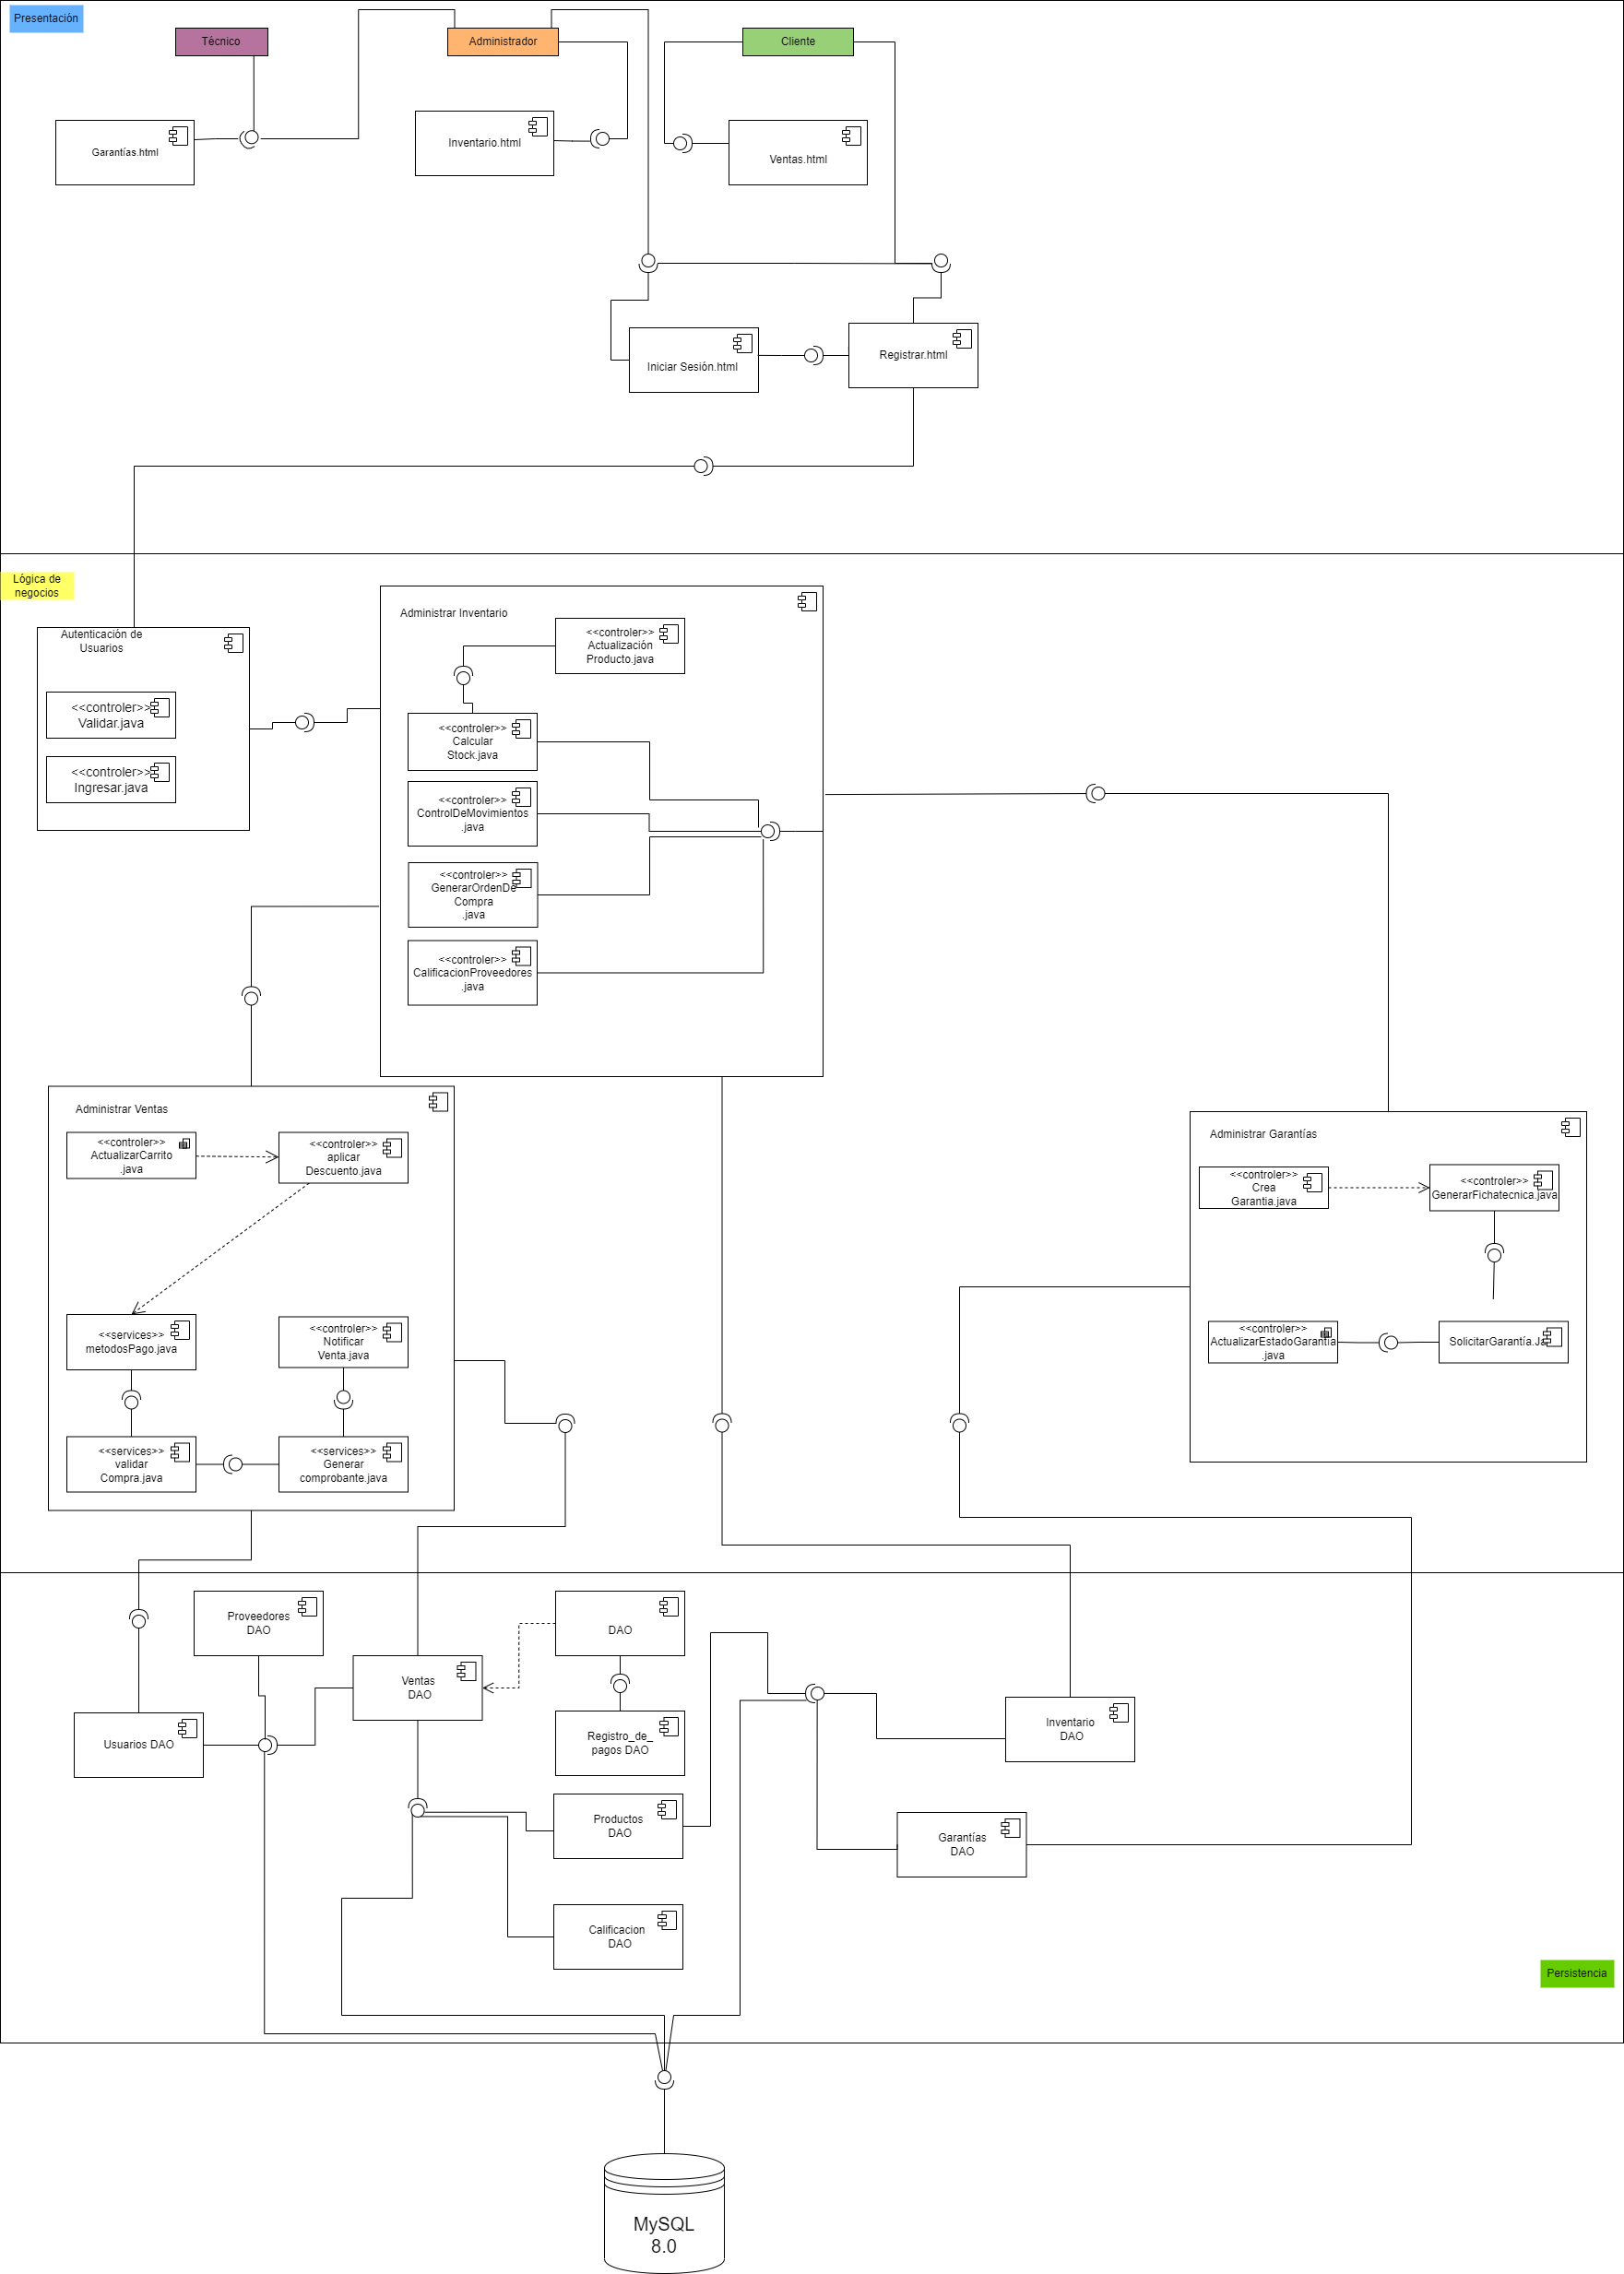 Presentación
Técnico
Administrador
Cliente
Garantías.html
Inventario.html
Ventas.html
Iniciar Sesión.html
Registrar.html
Lógica de
negocios
Autenticación de
Usuarios
<<controler>>
Validar.java
<<controler>>
Ingresar.java
Administrar Inventario
<<controler>>
Actualización
Producto.java
<<controler>>
Calcular
Stock.java
<<controler>>
ControlDeMovimientos
.java
<<controler>>
GenerarOrdenDe
Compra
.java
<<controler>>
CalificacionProveedores
.java
Administrar Ventas
<<controler>>
ActualizarCarrito
.java
<<controler>>
aplicar
Descuento.java
<<services>>
metodosPago.java
<<controler>>
Notificar
Venta.java
<<services>>
validar
Compra.java
<<services>>
Generar
comprobante.java
Administrar Garantías
<<controler>>
Crea
Garantia.java
<<controler>>
GenerarFichatecnica.java
<<controler>>
ActualizarEstadoGarantia
.java
SolicitarGarantía.Ja
Proveedores
DAO
DAO
Ventas
DAO
Usuarios DAO
Registro_de_
pagos DAO
Inventario
DAO
Productos
DAO
Garantías
DAO
Calificacion
DAO
Persistencia
MySQL
8.0